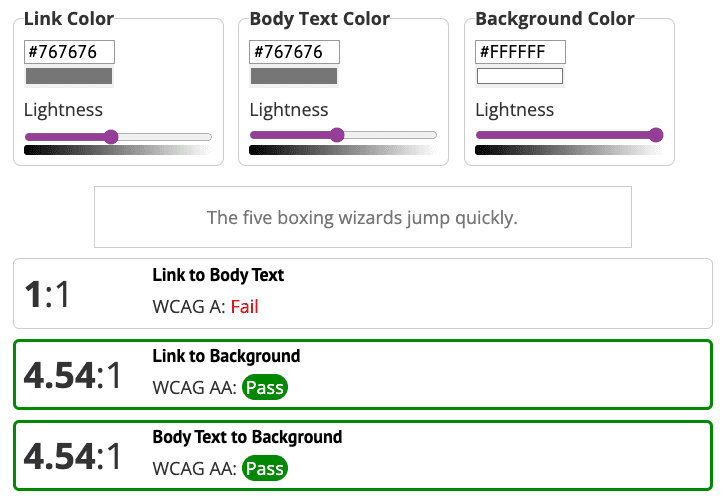 Link Color
#767676
Lightness
Body Text Color
#767676
Lightness
Background Color
#FFFFFF
Lightness
The five boxing wizards jump quickly.
1:1
Link to Body Text
WCAG A: Fail
4.54:1
Link to Background
WCAG AA: Pass
4.54:1
Body Text to Background
WCAG AA: Pass